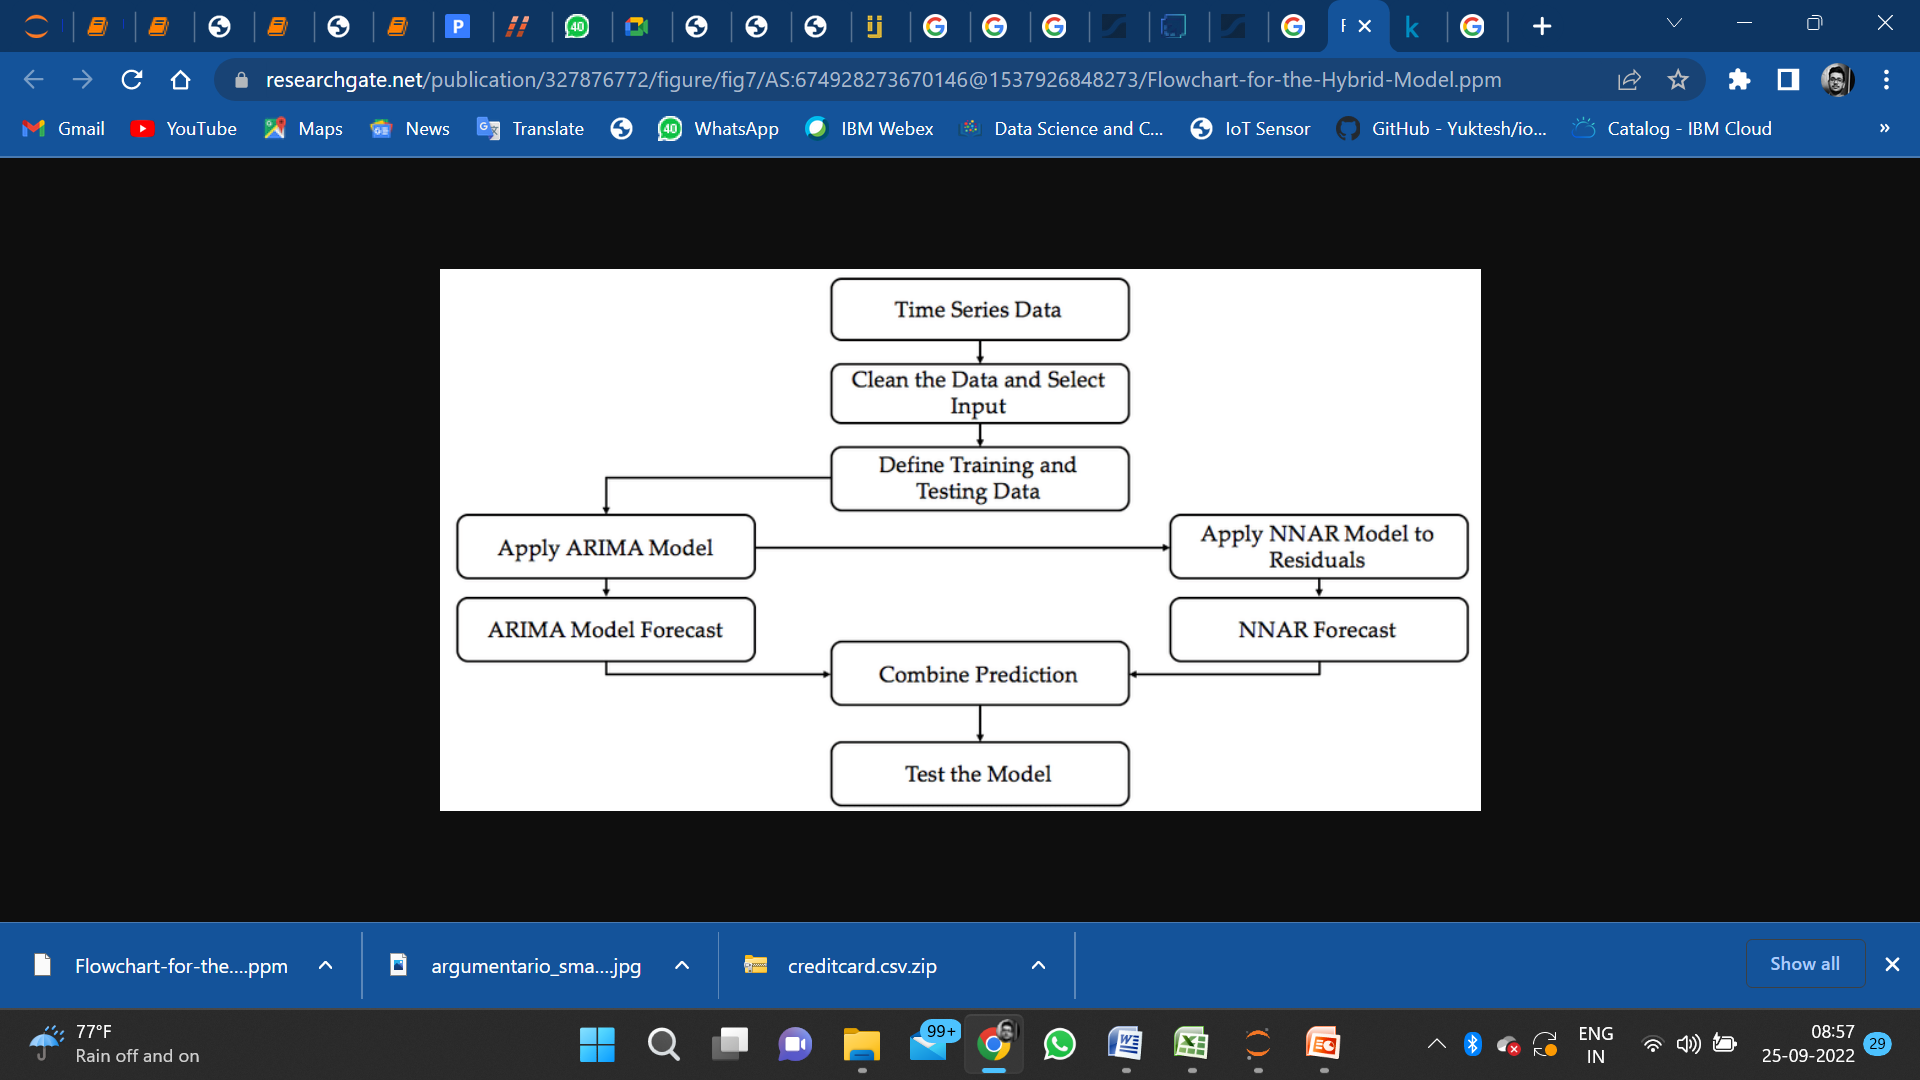 40
P
ij
F
k
researchgate.net/publication/327876772/figure/fig7/AS:674928273670146@1537926848273/Flowchart-for-the-Hybrid-Model.ppm
Gmail
YouTube
Maps
News
Translate
40
WhatsApp
IBM Webex
Data Science and C...
IoT Sensor
GitHub - Yuktesh/io...
Catalog - IBM Cloud
»
Time Series Data
Clean the Data and Select
Input
Define Training and
Testing Data
Apply ARIMA Model
Apply NNAR Model to
Residuals
ARIMA Model Forecast
NNAR Forecast
Combine Prediction
Test the Model
Flowchart-for-the....ppm
argumentario_sma....jpg
creditcard.csv.zip
Show all
77°F
Rain off and on
99+
ENG
IN
08:57
25-09-2022
29